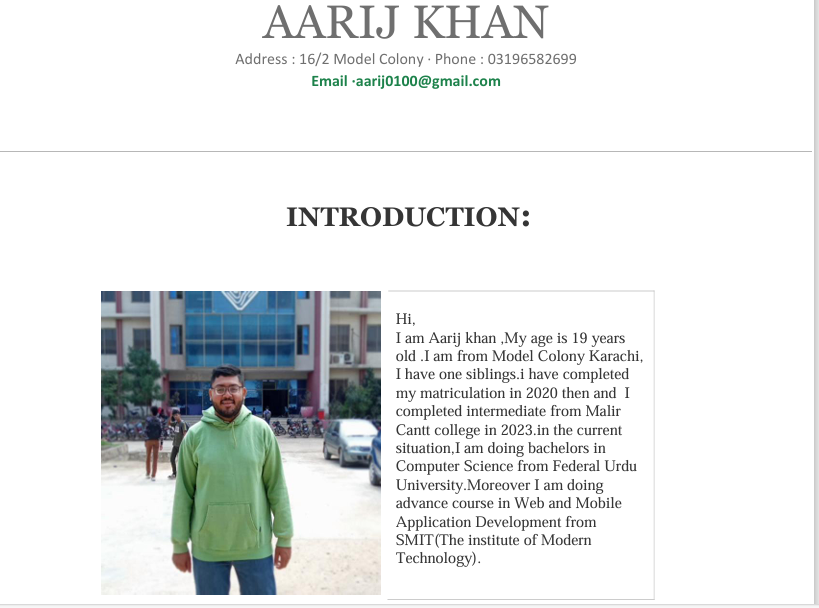 AARIJ KHAN
Address : 16/2 Model Colony · Phone : 03196582699
Email ·aarij0100@gmail.com
INTRODUCTION:
Hi,
I am Aarij khan ,My age is 19 years
old .I am from Model Colony Karachi,
I have one siblings.i have completed
my matriculation in 2020 then and  I
completed intermediate from Malir
Cantt college in 2023.in the current
situation,I am doing bachelors in
Computer Science from Federal Urdu
University.Moreover I am doing
advance course in Web and Mobile
Application Development from
SMIT(The institute of Modern
Technology).